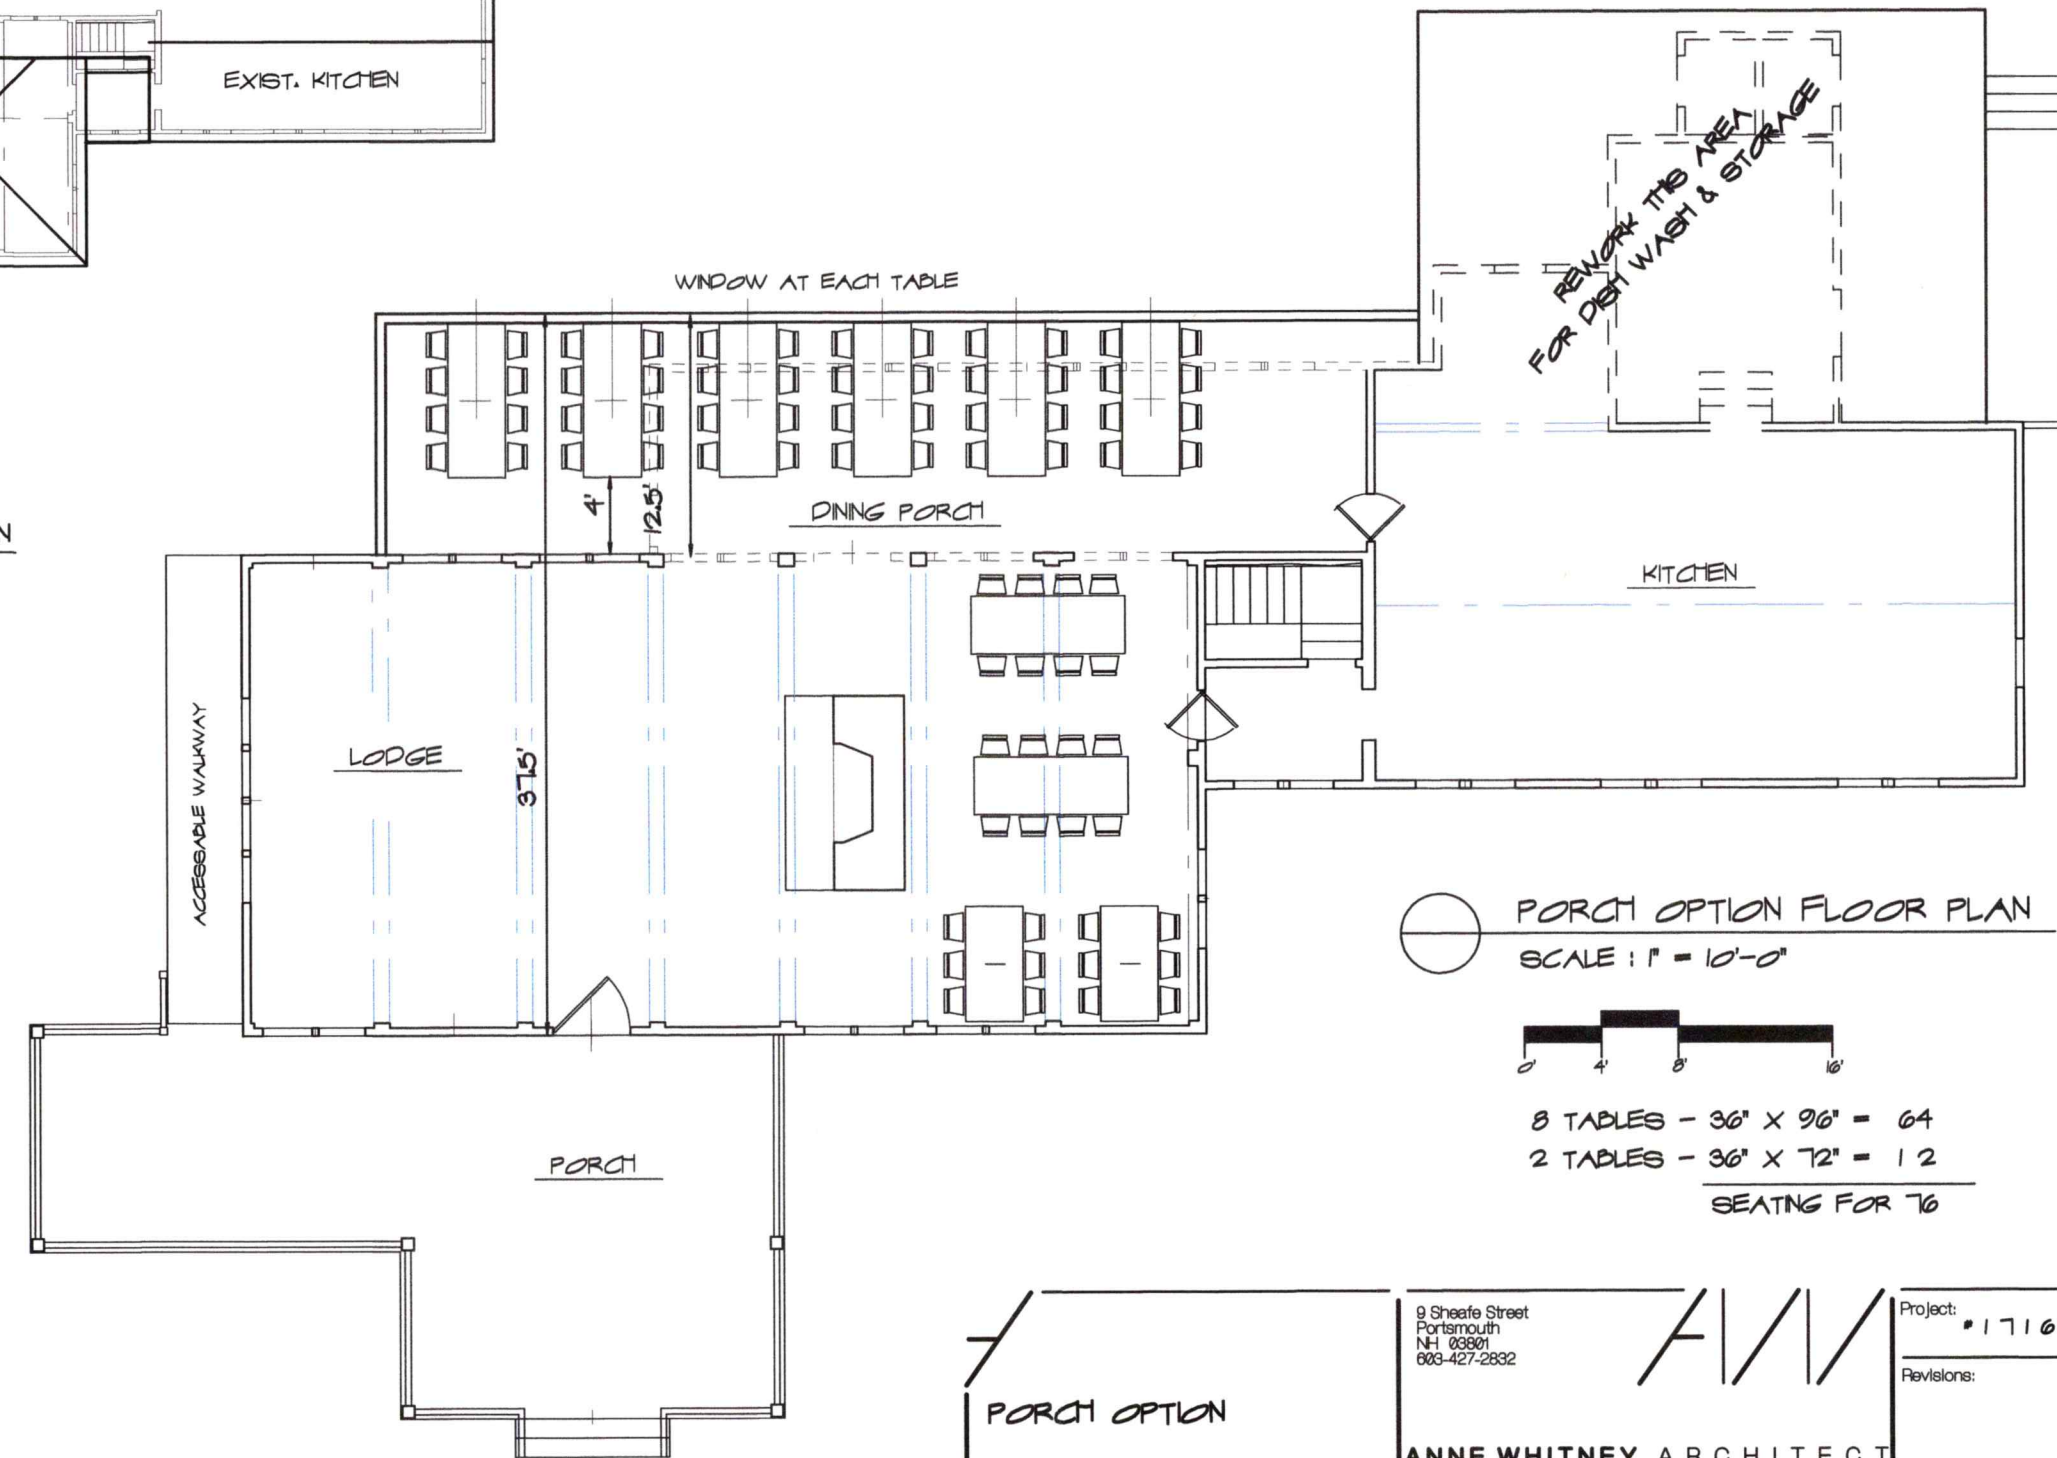 EXIST. KITCHEN
REWORK THIS AREA
FOR DISH WASH & STORAGE
WINDOW AT EACH TABLE
4'
12.5'
DINING PORCH
KITCHEN
LODGE
37.5'
ACCESSABLE WALKWAY
PORCH OPTION FLOOR PLAN
SCALE : 1" = 10'-0"
0' 4' 8' 16'
8 TABLES - 36" X 96" = 64
2 TABLES - 36" X 72" = 12
SEATING FOR 76
PORCH
PORCH OPTION
9 Sheafe Street
Portsmouth
NH 03801
603-427-2832
AW
Project:
#1716
Revisions:
ANNE WHITNEY ARCHITECT